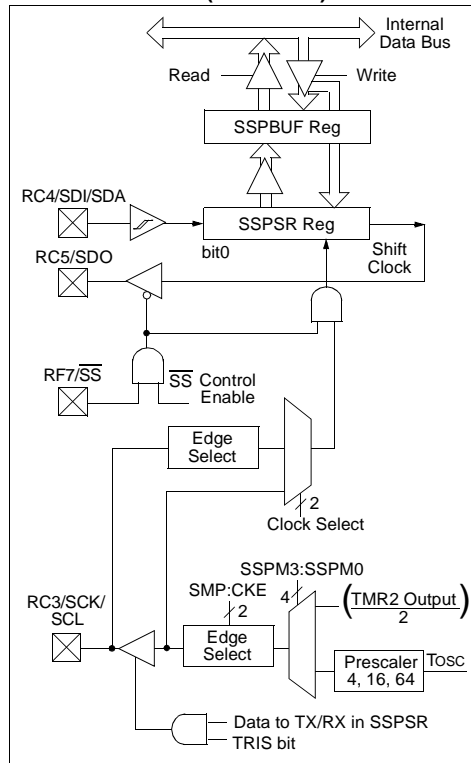 Internal
Data Bus
Read
Write
SSPBUF Reg
RC4/SDI/SDA
SSPSR Reg
bit0
Shift
Clock
RC5/SDO
RF7/S̅S̅
S̅S̅ Control
Enable
Edge
Select
2
Clock Select
SSPM3:SSPM0
SMP:CKE
4
2
(TMR2 Output
2)
RC3/SCK/
SCL
Edge
Select
Prescaler
4, 16, 64
TOSC
Data to TX/RX in SSPSR
TRIS bit